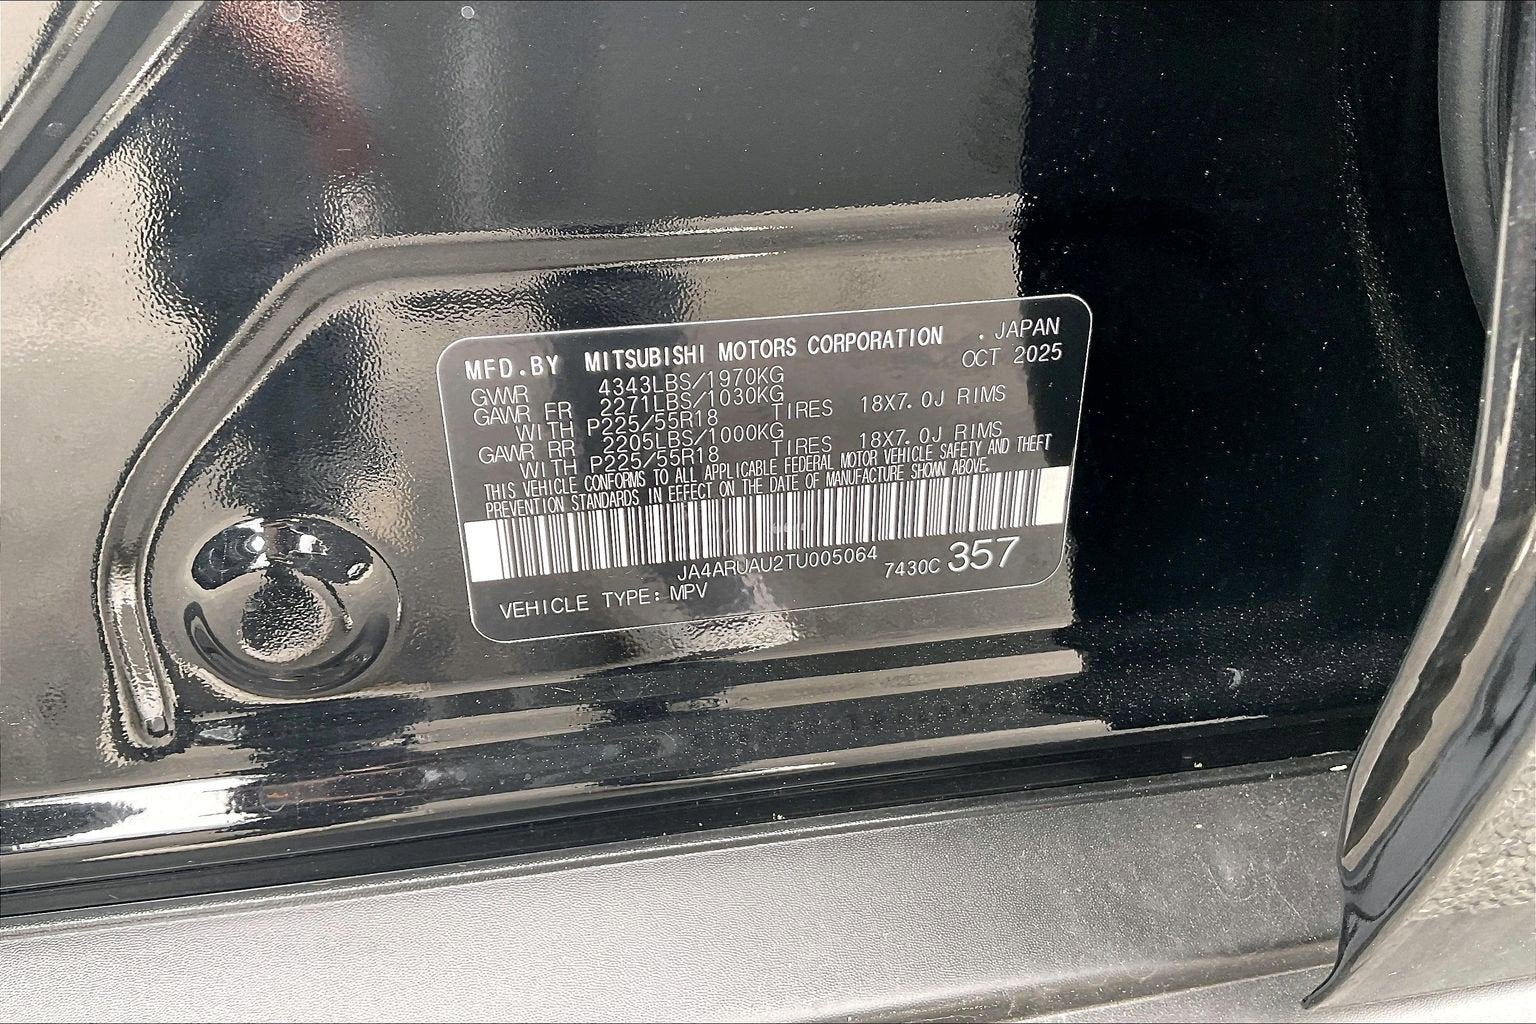 MFD.BY MITSUBISHI MOTORS CORPORATION . JAPAN
OCT 2025
GVWR 4343LBS/1970KG
GAWR FR 2271LBS/1030KG
WITH P225/55R18 TIRES 18X7.0J RIMS
GAWR RR 2205LBS/1000KG
WITH P225/55R18 TIRES 18X7.0J RIMS
THIS VEHICLE CONFORMS TO ALL APPLICABLE FEDERAL MOTOR VEHICLE SAFETY AND THEFT
PREVENTION STANDARDS IN EFFECT ON THE DATE OF MANUFACTURE SHOWN ABOVE.
JA4ARUAU2TU005064 7430C 357
VEHICLE TYPE: MPV